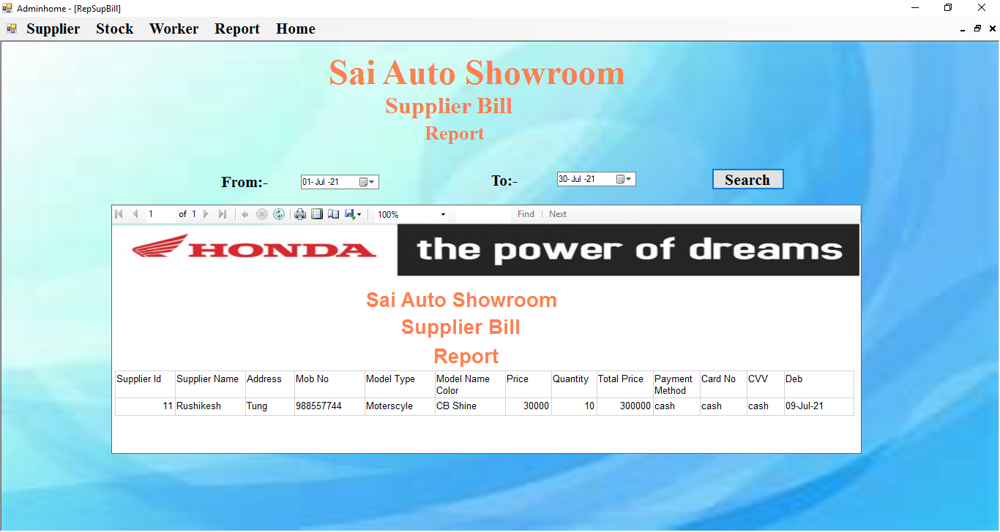 Adminhome - [RepSupBill]
Supplier Stock Worker Report Home
Sai Auto Showroom
Supplier Bill
Report
From:- 01- Jul -21 To:- 30- Jul -21 Search
1 of 1 100% Find | Next
HONDA the power of dreams
Sai Auto Showroom
Supplier Bill
Report
Supplier Id Supplier Name Address Mob No Model Type Model Name Price Quantity Total Price Payment Card No CVV Deb
Color Method
11 Rushikesh Tung 988557744 Moterscyle CB Shine 30000 10 300000 cash cash cash 09-Jul-21